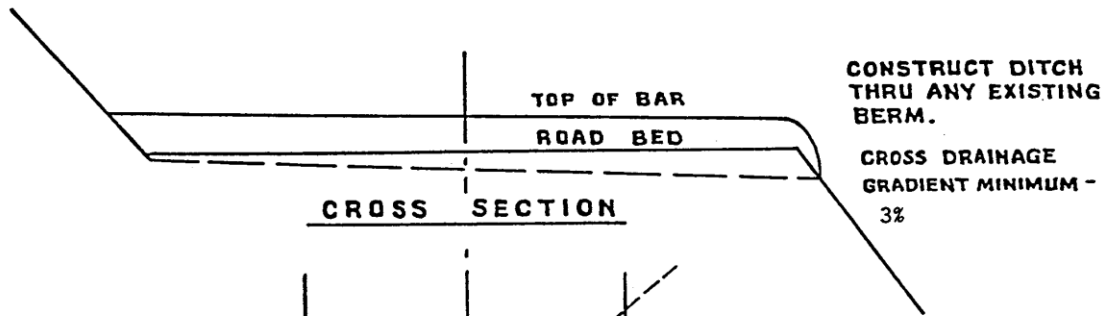 TOP OF BAR
ROAD BED
CROSS SECTION
CONSTRUCT DITCH
THRU ANY EXISTING
BERM.
CROSS DRAINAGE
GRADIENT MINIMUM -
3%